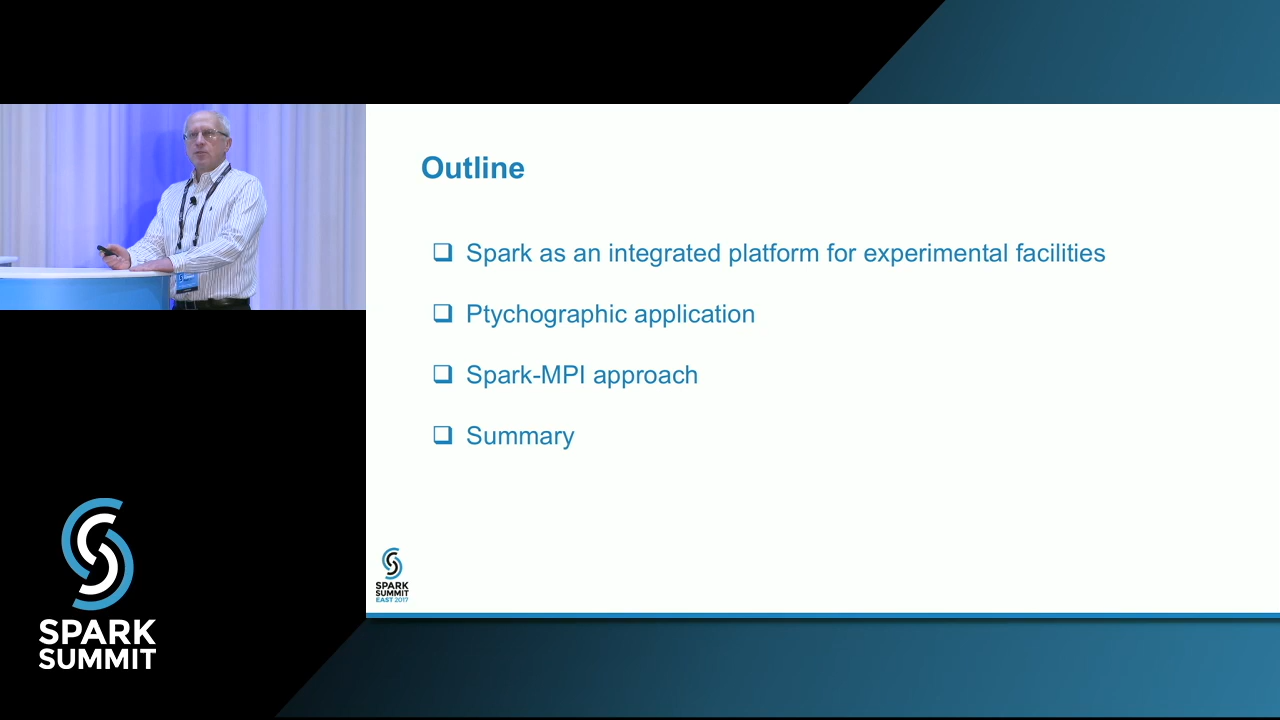 Outline
❑ Spark as an integrated platform for experimental facilities
❑ Ptychographic application
❑ Spark-MPI approach
❑ Summary
SPARK
SUMMIT
EAST 2017
SPARK
SUMMIT